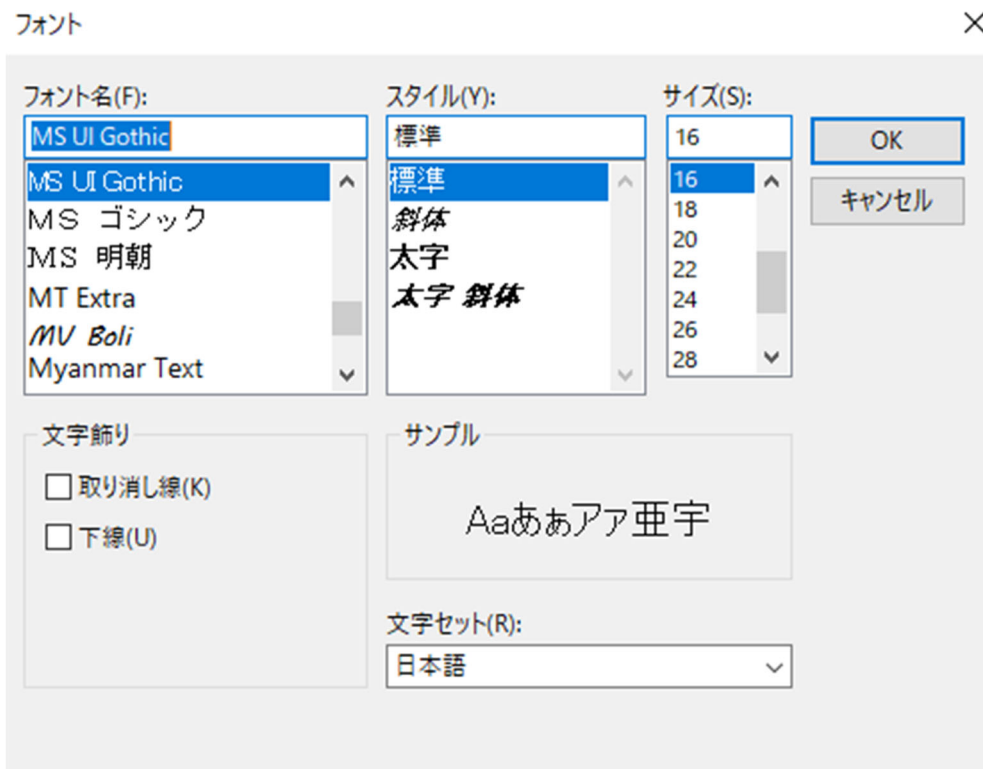 フォント
フォント名(F):
MS UI Gothic
MS UI Gothic
MS ゴシック
MS 明朝
MT Extra
MV Boli
Myanmar Text
スタイル(Y):
標準
標準
斜体
太字
太字 斜体
サイズ(S):
16
16
18
20
22
24
26
28
OK
キャンセル
文字飾り
取り消し線(K)
下線(U)
サンプル
Aaあぁアァ亜宇
文字セット(R):
日本語